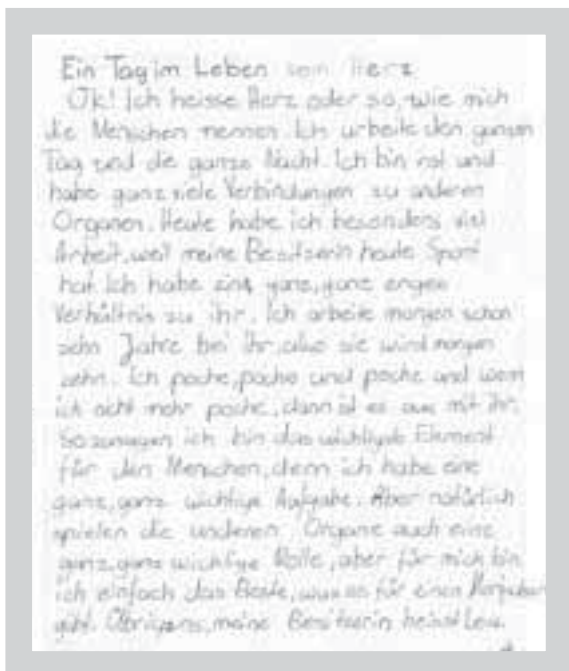 Ein Tag im Leben vom Herz
Ok! Ich heisse Herz oder so, wie mich
die Menschen nennen. Ich arbeite den ganzen
Tag und die ganze Nacht. Ich bin rot und
habe ganz viele Verbindungen zu anderen
Organen. Heute habe ich besonders viel
Arbeit, weil meine Besitzerin heute Sport
hat. Ich habe ein ganz, ganz enges
Verhältnis zu ihr. Ich arbeite morgen schon
zehn Jahre bei ihr, also sie wird morgen
zehn. Ich poche, poche und poche und wenn
ich nicht mehr poche, dann ist es aus mit ihr.
Sozusagen ich bin das wichtigste Element
für den Menschen, denn ich habe eine
ganz, ganz wichtige Aufgabe. Aber natürlich
spielen die anderen Organe auch eine
ganz, ganz wichtige Rolle, aber für mich bin
ich einfach das Beste, was es für einen
gibt. Übrigens, meine Besitzerin heisst Lea.